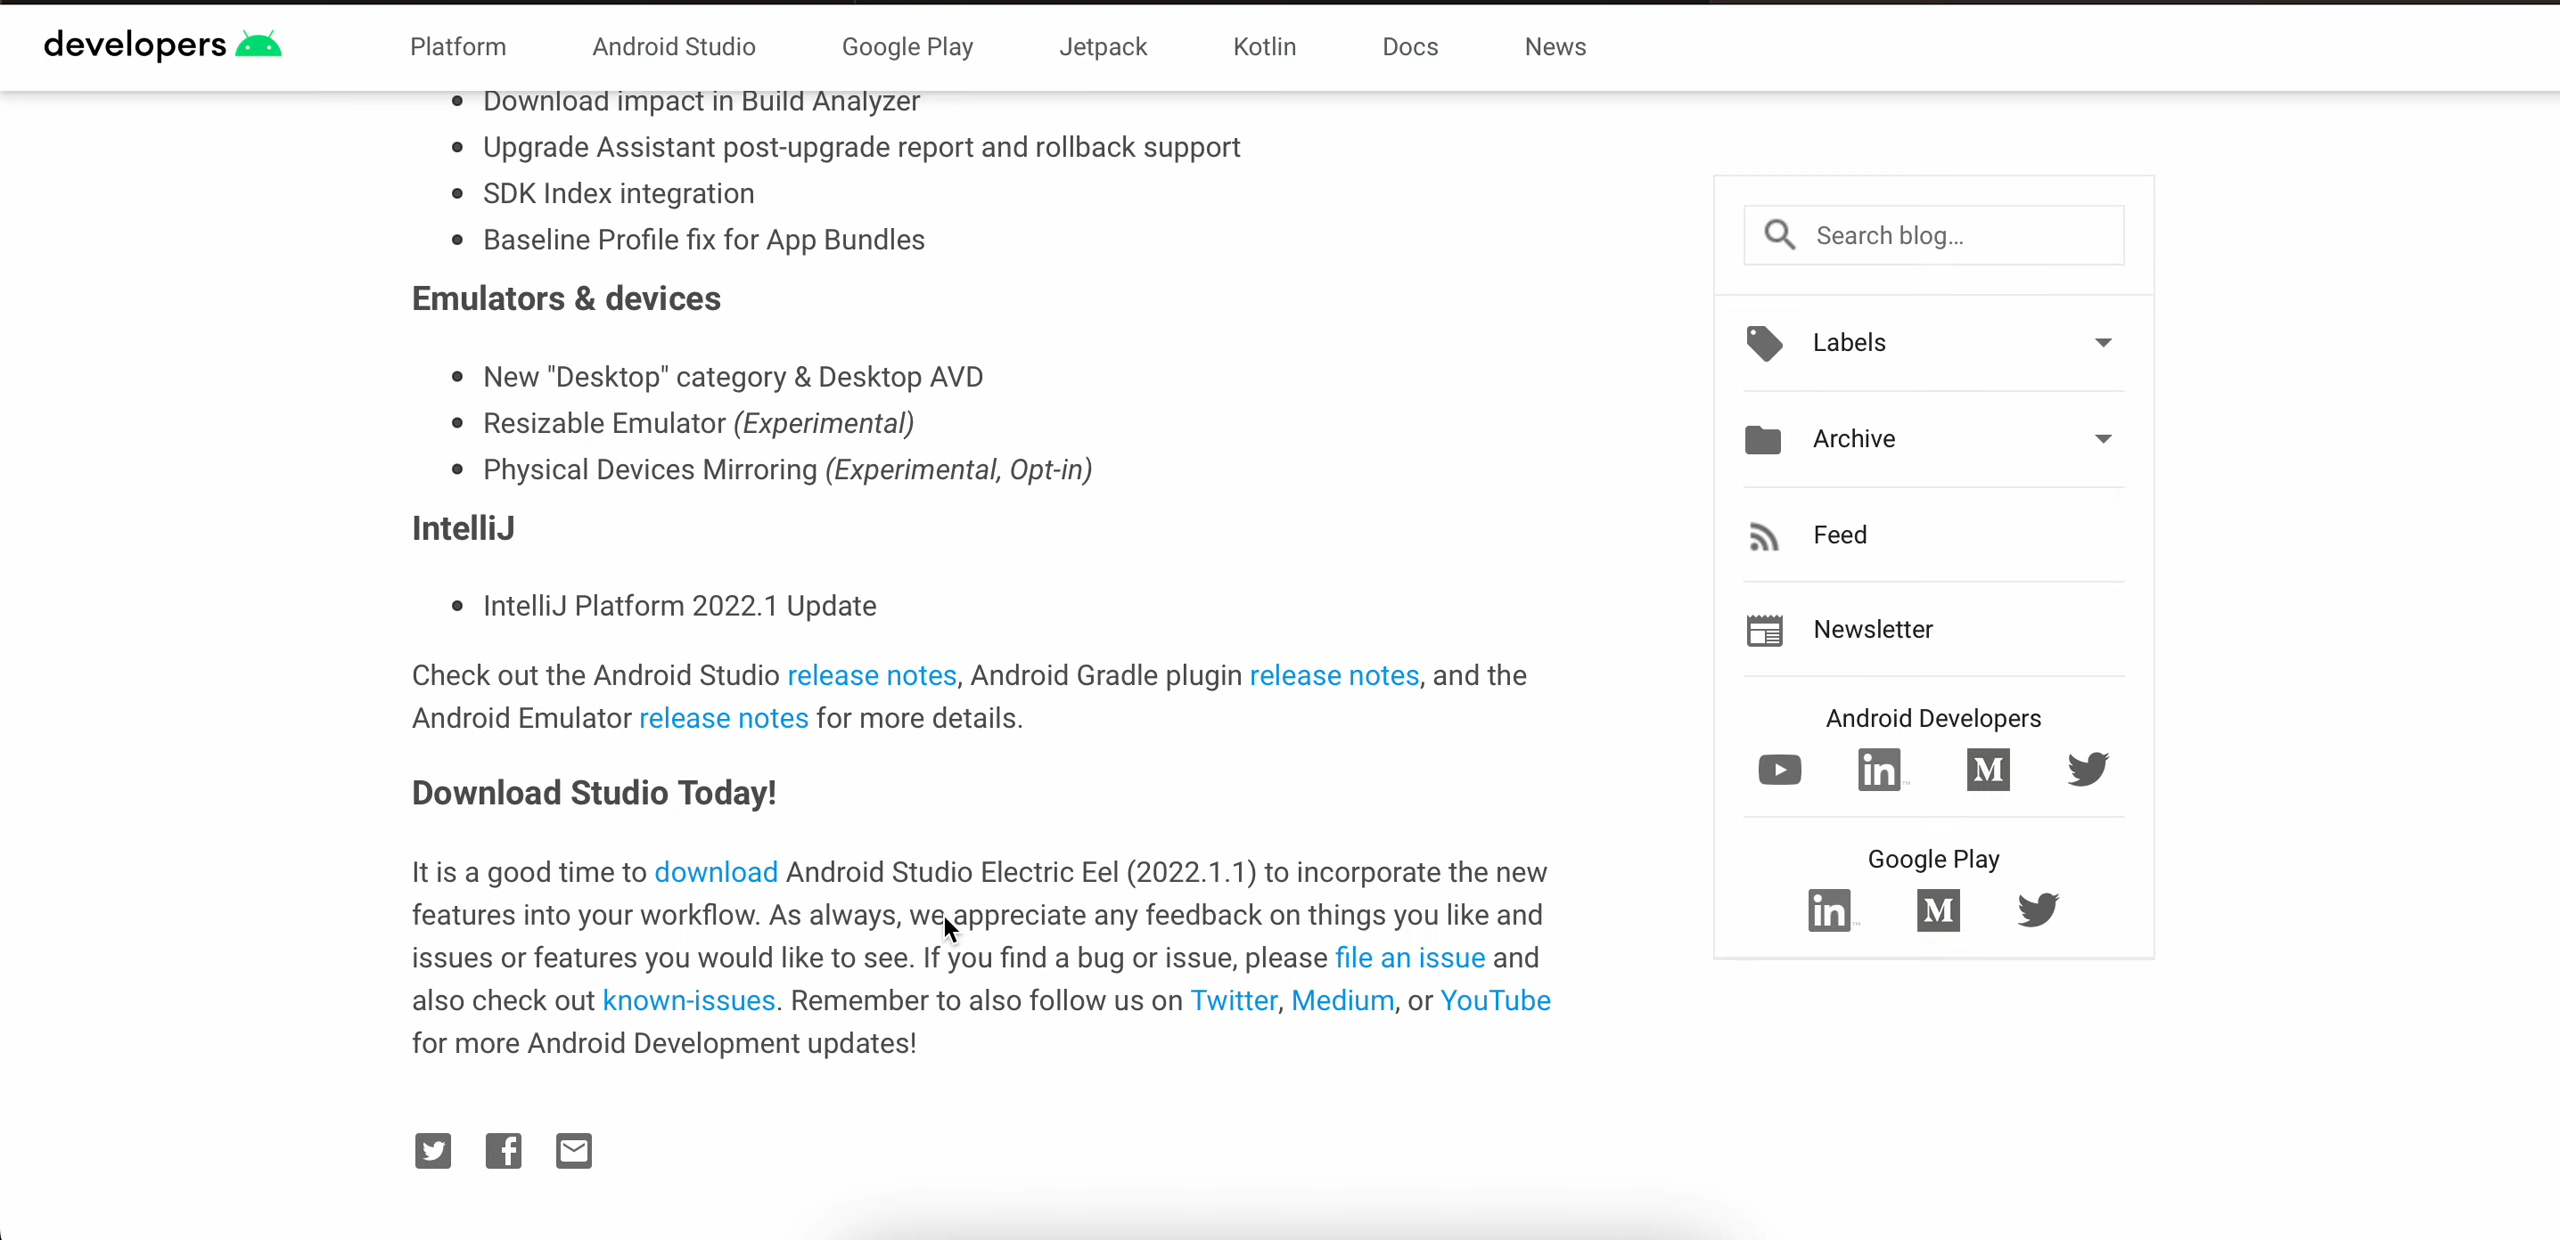 developers
Platform
Android Studio
Google Play
Jetpack
Kotlin
Docs
News
Download impact in Build Analyzer
Upgrade Assistant post-upgrade report and rollback support
SDK Index integration
Baseline Profile fix for App Bundles
Emulators & devices
New "Desktop" category & Desktop AVD
Resizable Emulator (Experimental)
Physical Devices Mirroring (Experimental, Opt-in)
IntelliJ
IntelliJ Platform 2022.1 Update
Check out the Android Studio release notes, Android Gradle plugin release notes, and the
Android Emulator release notes for more details.
Download Studio Today!
It is a good time to download Android Studio Electric Eel (2022.1.1) to incorporate the new
features into your workflow. As always, we appreciate any feedback on things you like and
issues or features you would like to see. If you find a bug or issue, please file an issue and
also check out known-issues. Remember to also follow us on Twitter, Medium, or YouTube
for more Android Development updates!
Search blog...
Labels
Archive
Feed
Newsletter
Android Developers
in
M
Google Play
in
M